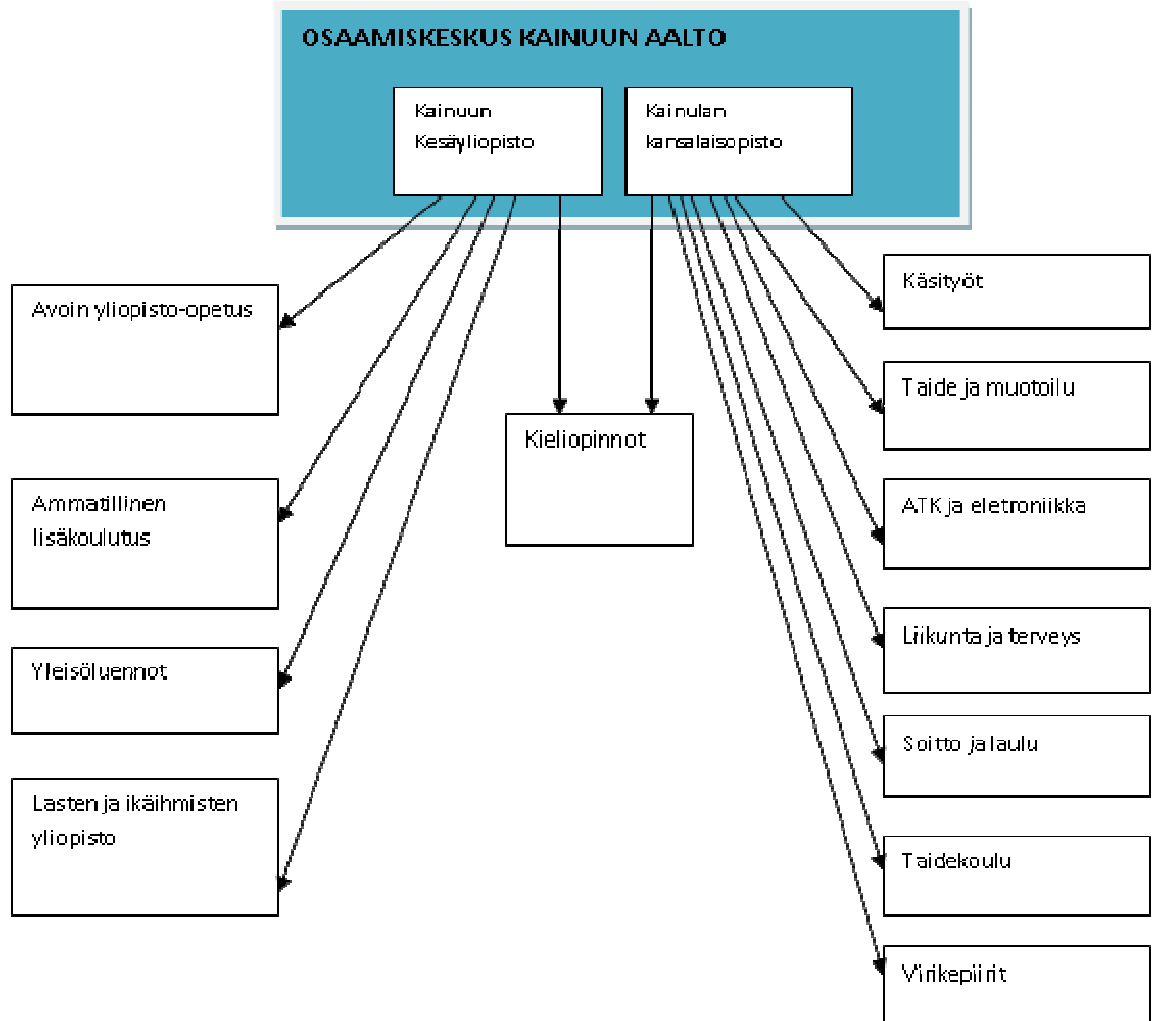 OSAAMISKESKUS KAINUUN AALTO
Kainuun
Kesäyliopisto
Kainulan
kansalaisopisto
Avoin yliopisto-opetus
Ammatillinen
lisäkoulutus
Yleisöluennot
Lasten ja ikäihmisten
yliopisto
Kieliopinnot
Käsityöt
Taide ja muotoilu
ATK ja eletroniikka
Liikunta ja terveys
Soitto ja laulu
Taidekoulu
Virikepiirit